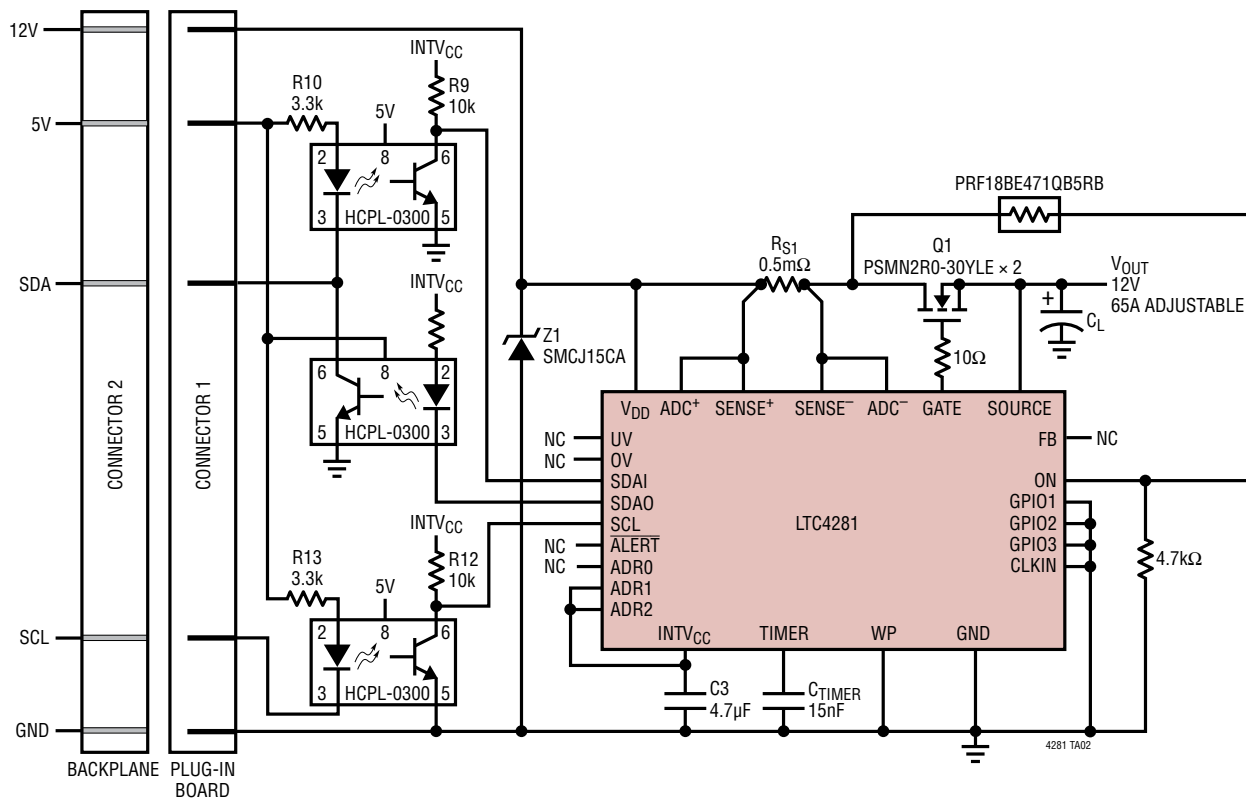 12V
5V
SDA
SCL
GND
CONNECTOR 2
CONNECTOR 1
BACKPLANE
PLUG-IN
BOARD
R10
3.3k
INTVCC
R9
10k
5V
2
8
6
3
HCPL-0300
5
INTVCC
6
8
2
5
HCPL-0300
3
INTVCC
R12
10k
R13
3.3k
5V
2
8
6
3
HCPL-0300
5
Z1
SMCJ15CA
RS1
0.5mΩ
PRF18BE471QB5RB
Q1
PSMN2R0-30YLE × 2
VOUT
12V
65A ADJUSTABLE
+
CL
10Ω
VDD
ADC+
SENSE+
SENSE–
ADC–
GATE
SOURCE
NC
UV
NC
OV
SDAI
SDAO
SCL
NC
ALERT
NC
ADR0
ADR1
ADR2
LTC4281
FB
NC
ON
GPIO1
GPIO2
GPIO3
CLKIN
4.7kΩ
INTVCC
TIMER
WP
GND
C3
4.7µF
CTIMER
15nF
4281 TA02